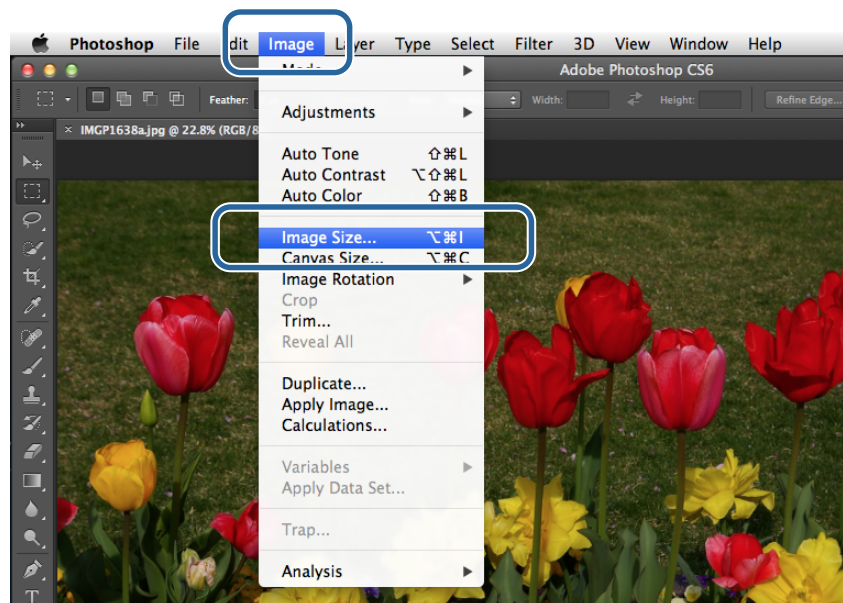 Photoshop File Edit Image Layer Type Select Filter 3D View Window Help
Mode
Adobe Photoshop CS6
Feather: Width: Height: Refine Edge...
× IMGP1638a.jpg @ 22.8% (RGB/8
Adjustments
Auto Tone ⇧⌘L
Auto Contrast ⌥⇧⌘L
Auto Color ⇧⌘B
Image Size... ⌥⌘I
Canvas Size... ⌥⌘C
Image Rotation
Crop
Trim...
Reveal All
Duplicate...
Apply Image...
Calculations...
Variables
Apply Data Set...
Trap...
Analysis
T